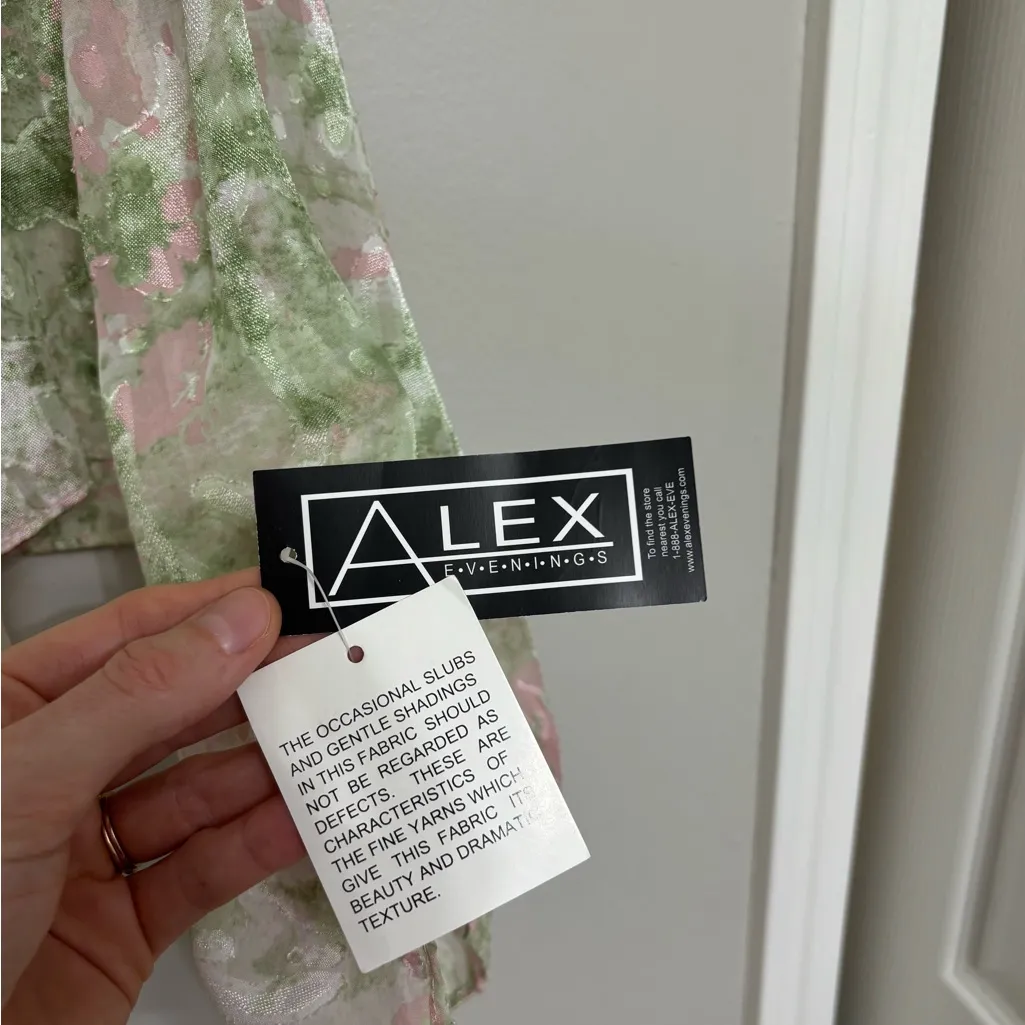 ALEX
E•V•E•N•I•N•G•S
To find the store
nearest you call
1-888-ALEX-EVE
www.alexevenings.com
THE OCCASIONAL SLUBS
AND GENTLE SHADINGS
IN THIS FABRIC SHOULD
NOT BE REGARDED AS
DEFECTS. THESE ARE
CHARACTERISTICS OF
THE FINE YARNS WHICH
GIVE THIS FABRIC ITS
BEAUTY AND DRAMATIC
TEXTURE.